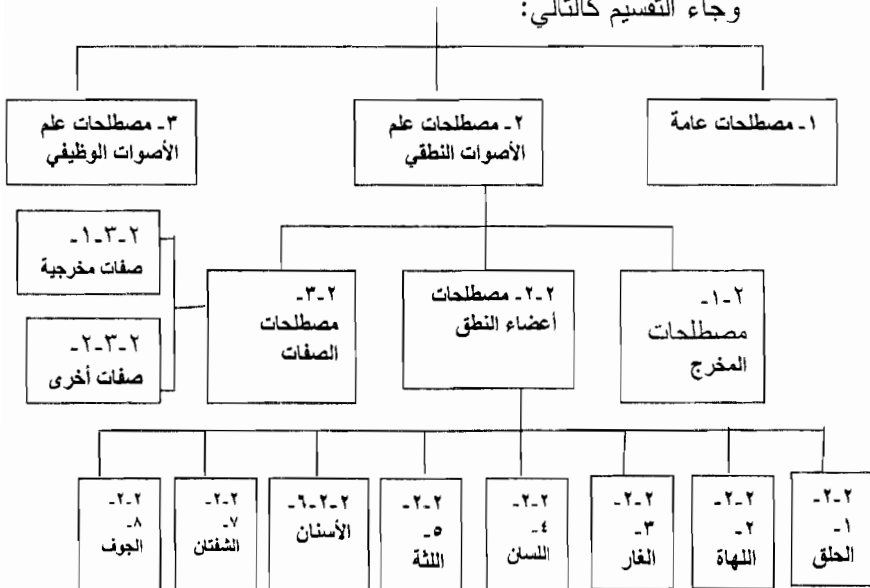 وجاء التقسيم كالتالي:
١ـ مصطلحات عامة
٢ـ مصطلحات علم
الأصوات النطقي
٣ـ مصطلحات علم
الأصوات الوظيفي
٢-١-
مصطلحات
المخرج
٢-٢- مصطلحات
أعضاء النطق
٢-٣-
مصطلحات
الصفات
٢-٣-١-
صفات مخرجية
٢-٣-٢-
صفات أخرى
٢-٢-
١-
الحلق
٢-٢-
٢-
اللهاة
٢-٢-
٣-
الغار
٢-٢-
٤-
اللسان
٢-٢-
٥-
اللثة
٢-٢-٦-
الأسنان
٢-٢-
٧-
الشفتان
٢-٢-
٨-
الجوف